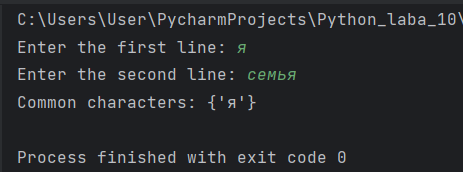 C:\Users\User\PycharmProjects\Python_laba_10\
Enter the first line: я
Enter the second line: семья
Common characters: {'я'}
Process finished with exit code 0